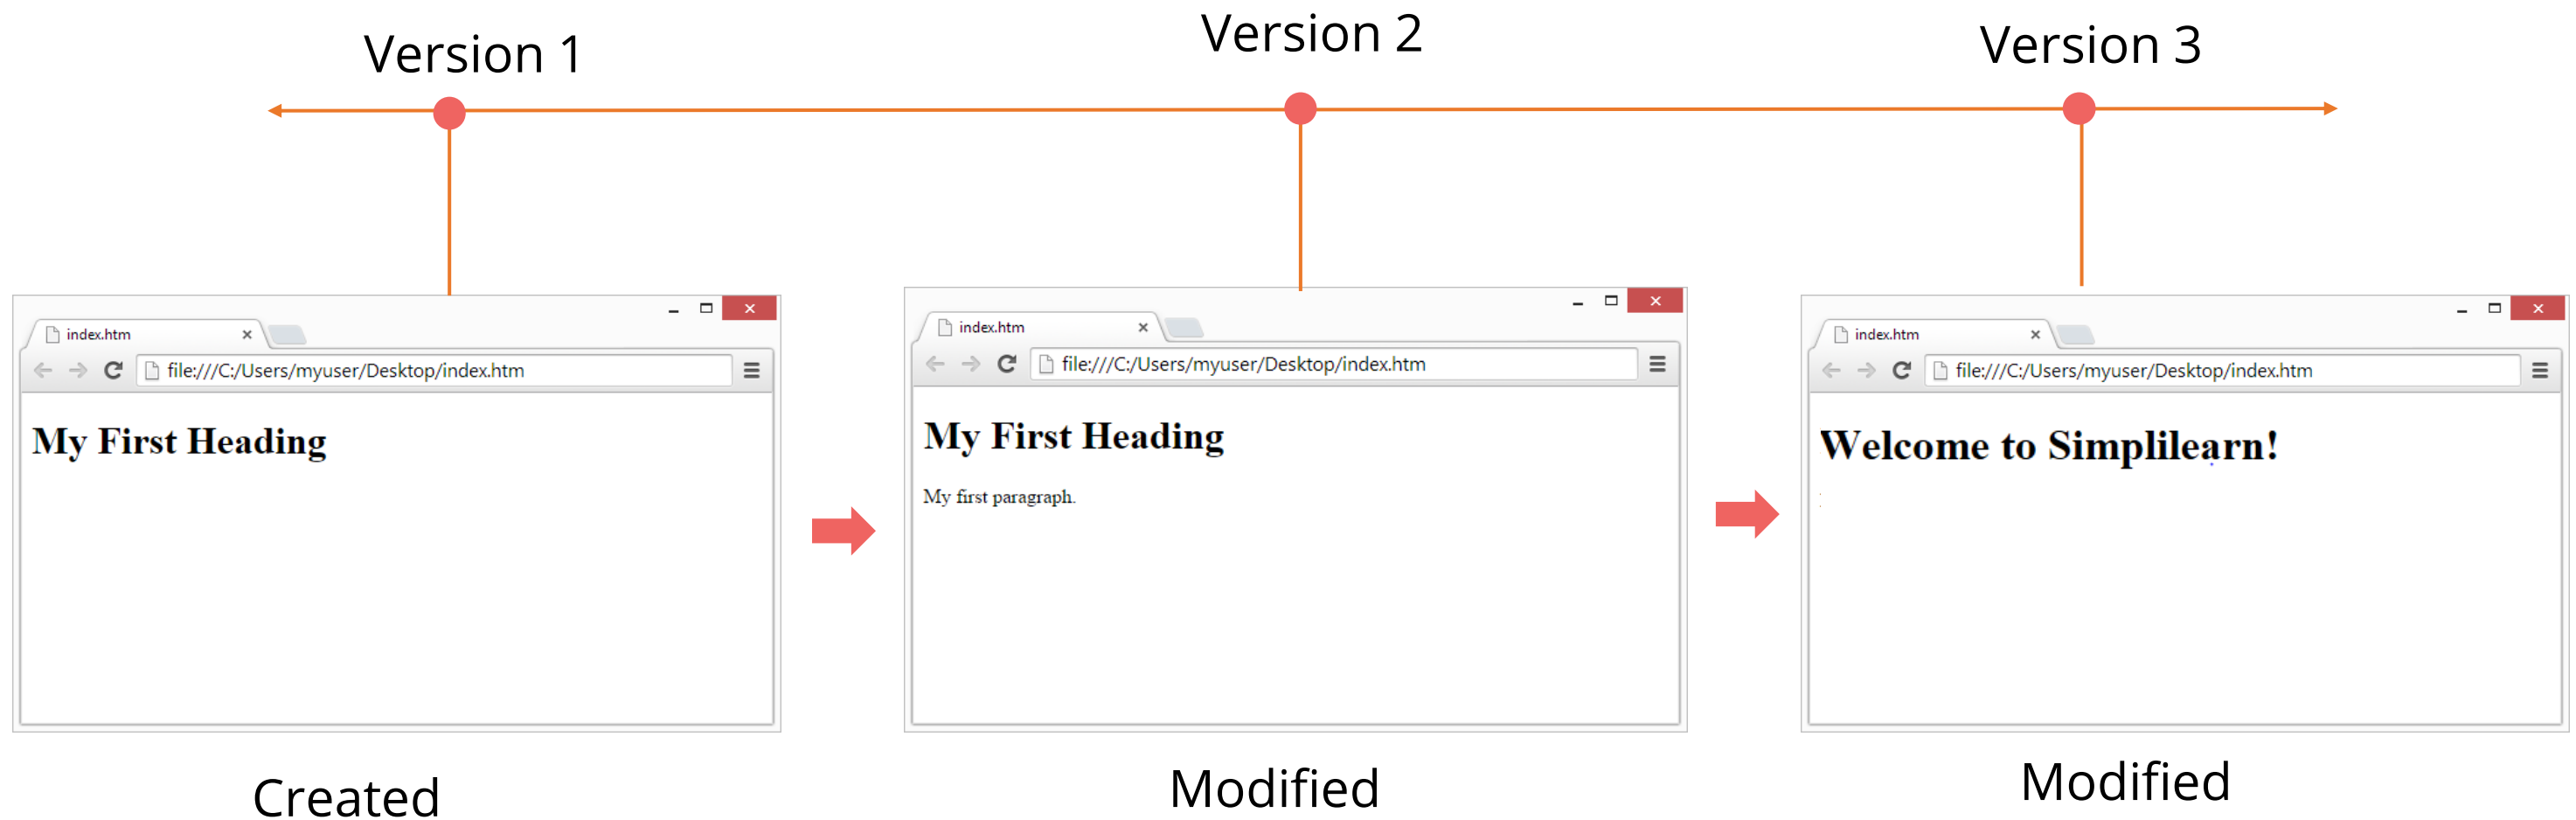 Version 1
Version 2
Version 3
index.htm
file:///C:/Users/myuser/Desktop/index.htm
My First Heading
index.htm
file:///C:/Users/myuser/Desktop/index.htm
My First Heading
My first paragraph.
index.htm
file:///C:/Users/myuser/Desktop/index.htm
Welcome to Simplilearn!
Created
Modified
Modified